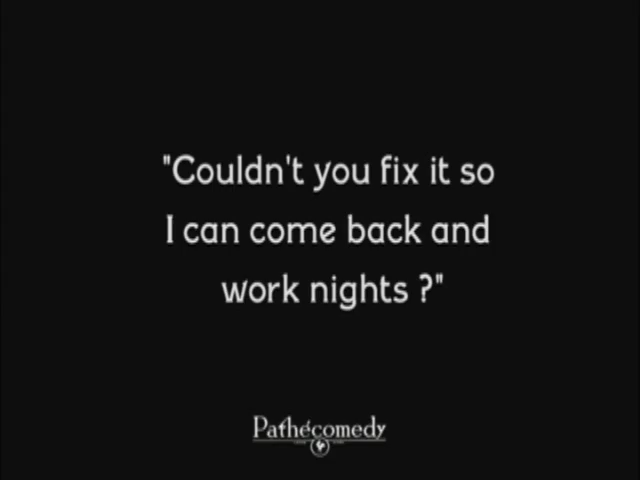 "Couldn't you fix it so
I can come back and
work nights ?"
Pathécomedy